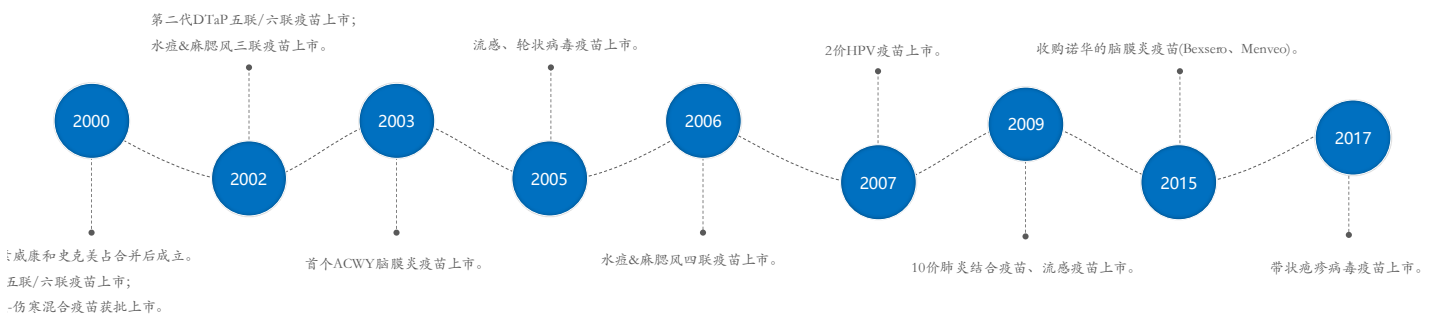 第二代DTaP五联/六联疫苗上市;
水痘&麻腮风三联疫苗上市。
流感、轮状病毒疫苗上市。
2价HPV疫苗上市。
收购诺华的脑膜炎疫苗(Bexsero、Menveo)。
2000
2002
2003
2005
2006
2007
2009
2015
2017
威康和史克美占合并后成立。
五联/六联疫苗上市;
-伤寒混合疫苗获批上市。
首个ACWY脑膜炎疫苗上市。
水痘&麻腮风四联疫苗上市。
10价肺炎结合疫苗、流感疫苗上市。
带状疱疹病毒疫苗上市。